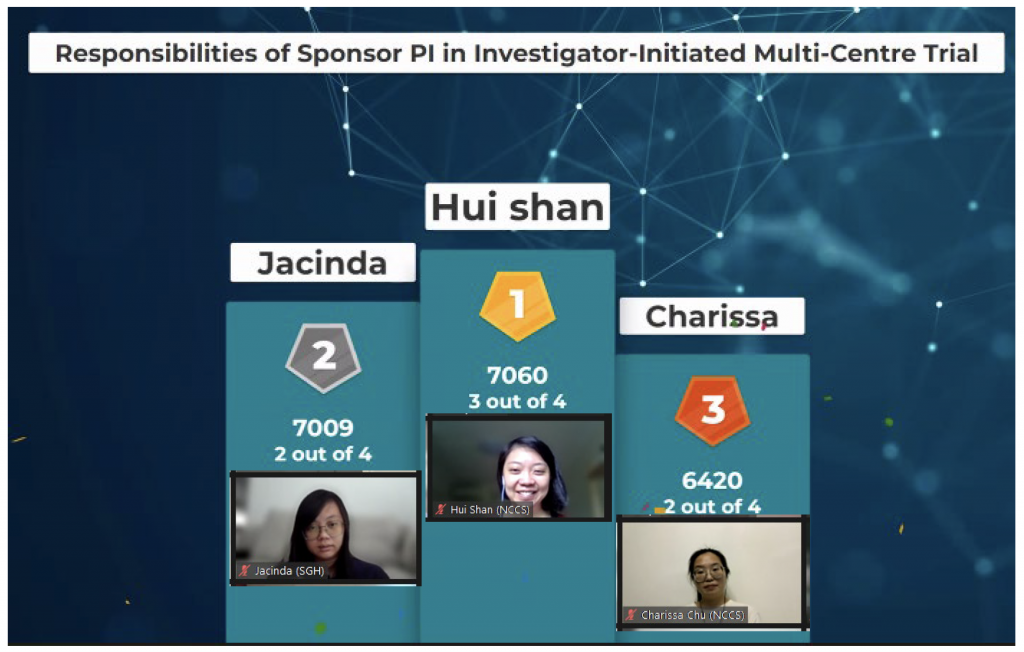 Responsibilities of Sponsor PI in Investigator-Initiated Multi-Centre Trial
Hui shan
1
7060
3 out of 4
Hui Shan (NCCS)
Jacinda
2
7009
2 out of 4
Jacinda (SGH)
Charissa
3
6420
2 out of 4
Charissa Chu (NCCS)